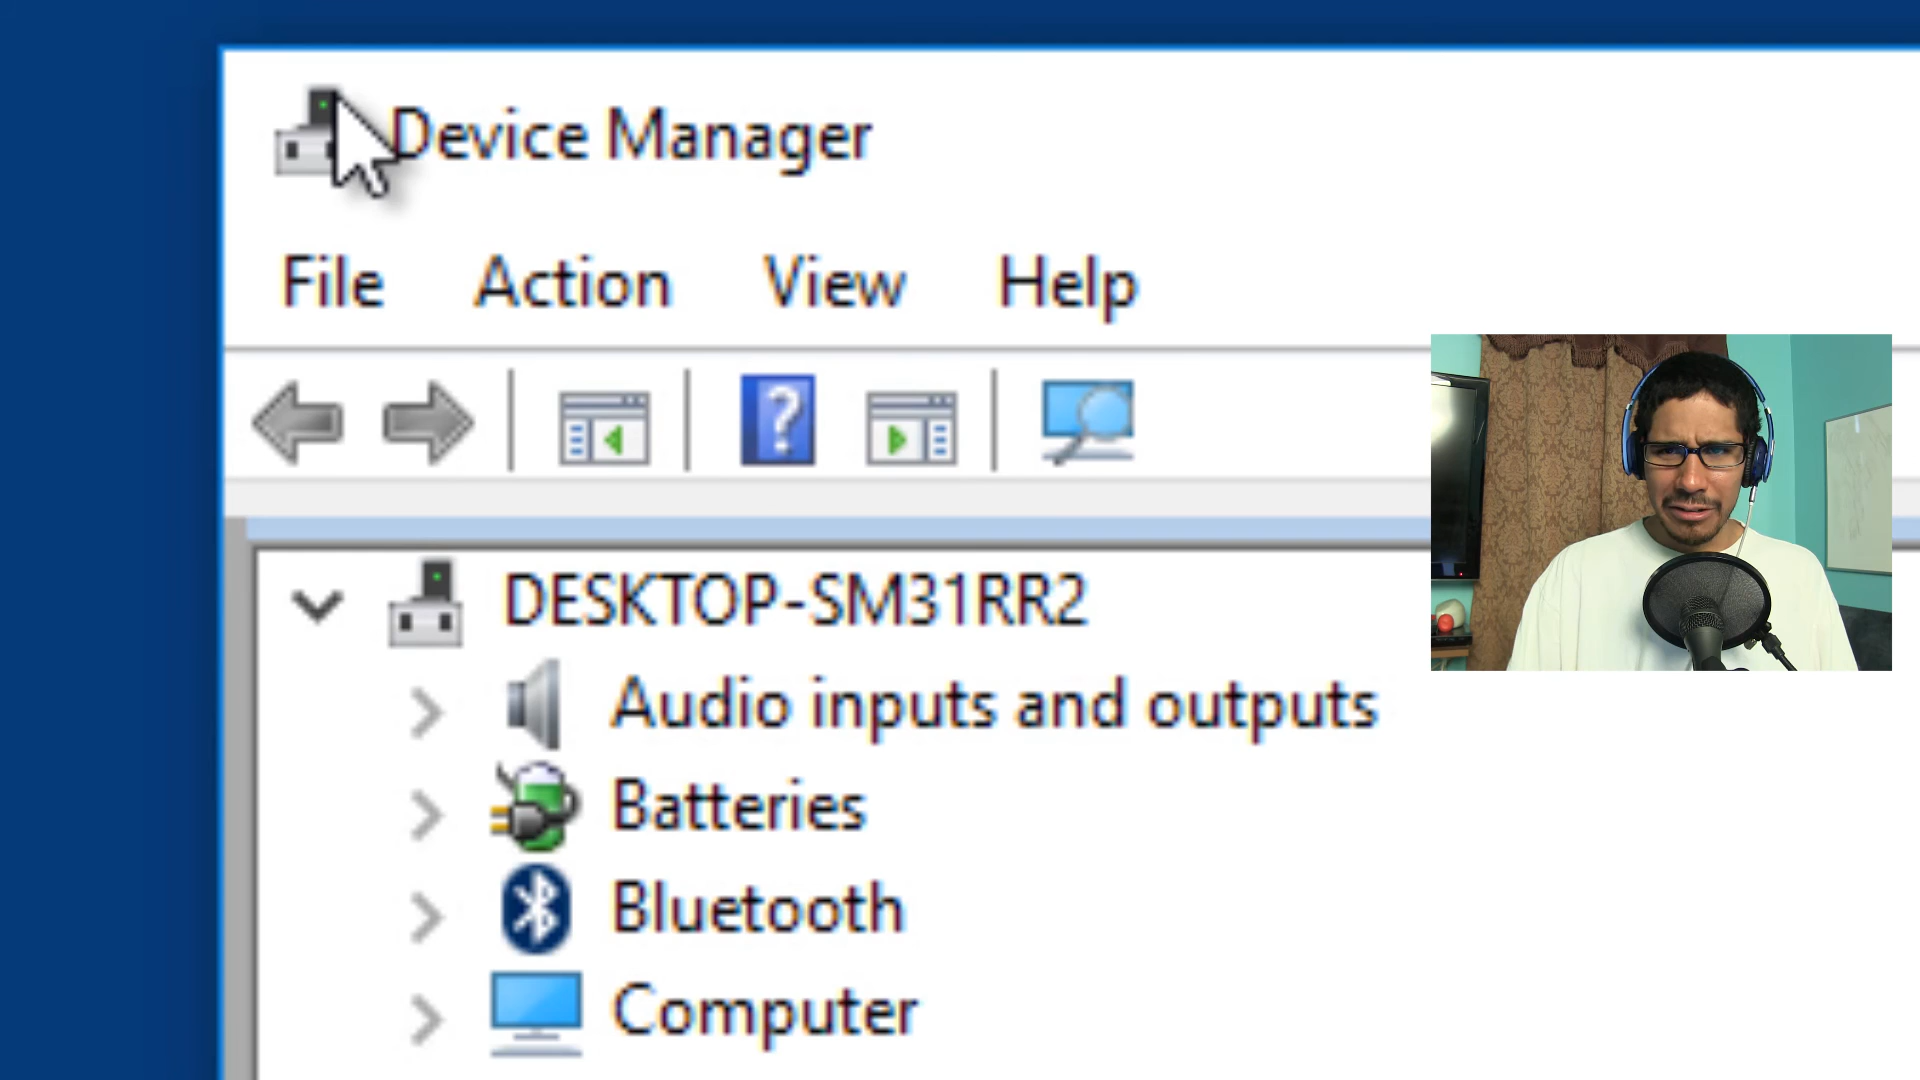 Device Manager
File Action View Help
DESKTOP-SM31RR2
Audio inputs and outputs
Batteries
Bluetooth
Computer